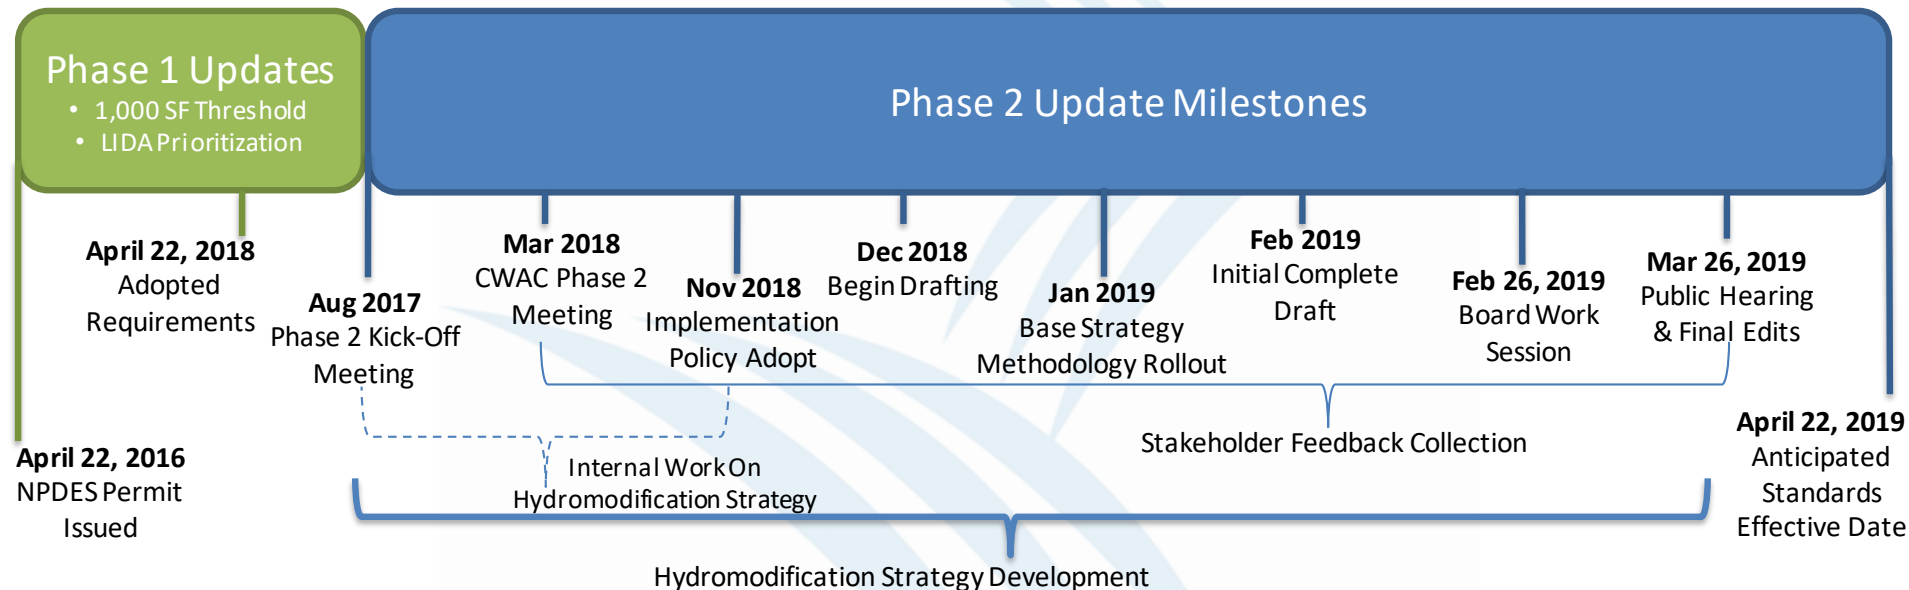 Phase 1 Updates
• 1,000 SF Threshold
• LIDA Prioritization
Phase 2 Update Milestones
April 22, 2016
NPDES Permit
Issued
April 22, 2018
Adopted
Requirements
Aug 2017
Phase 2 Kick-Off
Meeting
Mar 2018
CWAC Phase 2
Meeting
Nov 2018
Implementation
Policy Adopt
Dec 2018
Begin Drafting
Jan 2019
Base Strategy
Methodology Rollout
Feb 2019
Initial Complete
Draft
Feb 26, 2019
Board Work
Session
Mar 26, 2019
Public Hearing
& Final Edits
April 22, 2019
Anticipated
Standards
Effective Date
Internal Work On
Hydromodification Strategy
Stakeholder Feedback Collection
Hydromodification Strategy Development